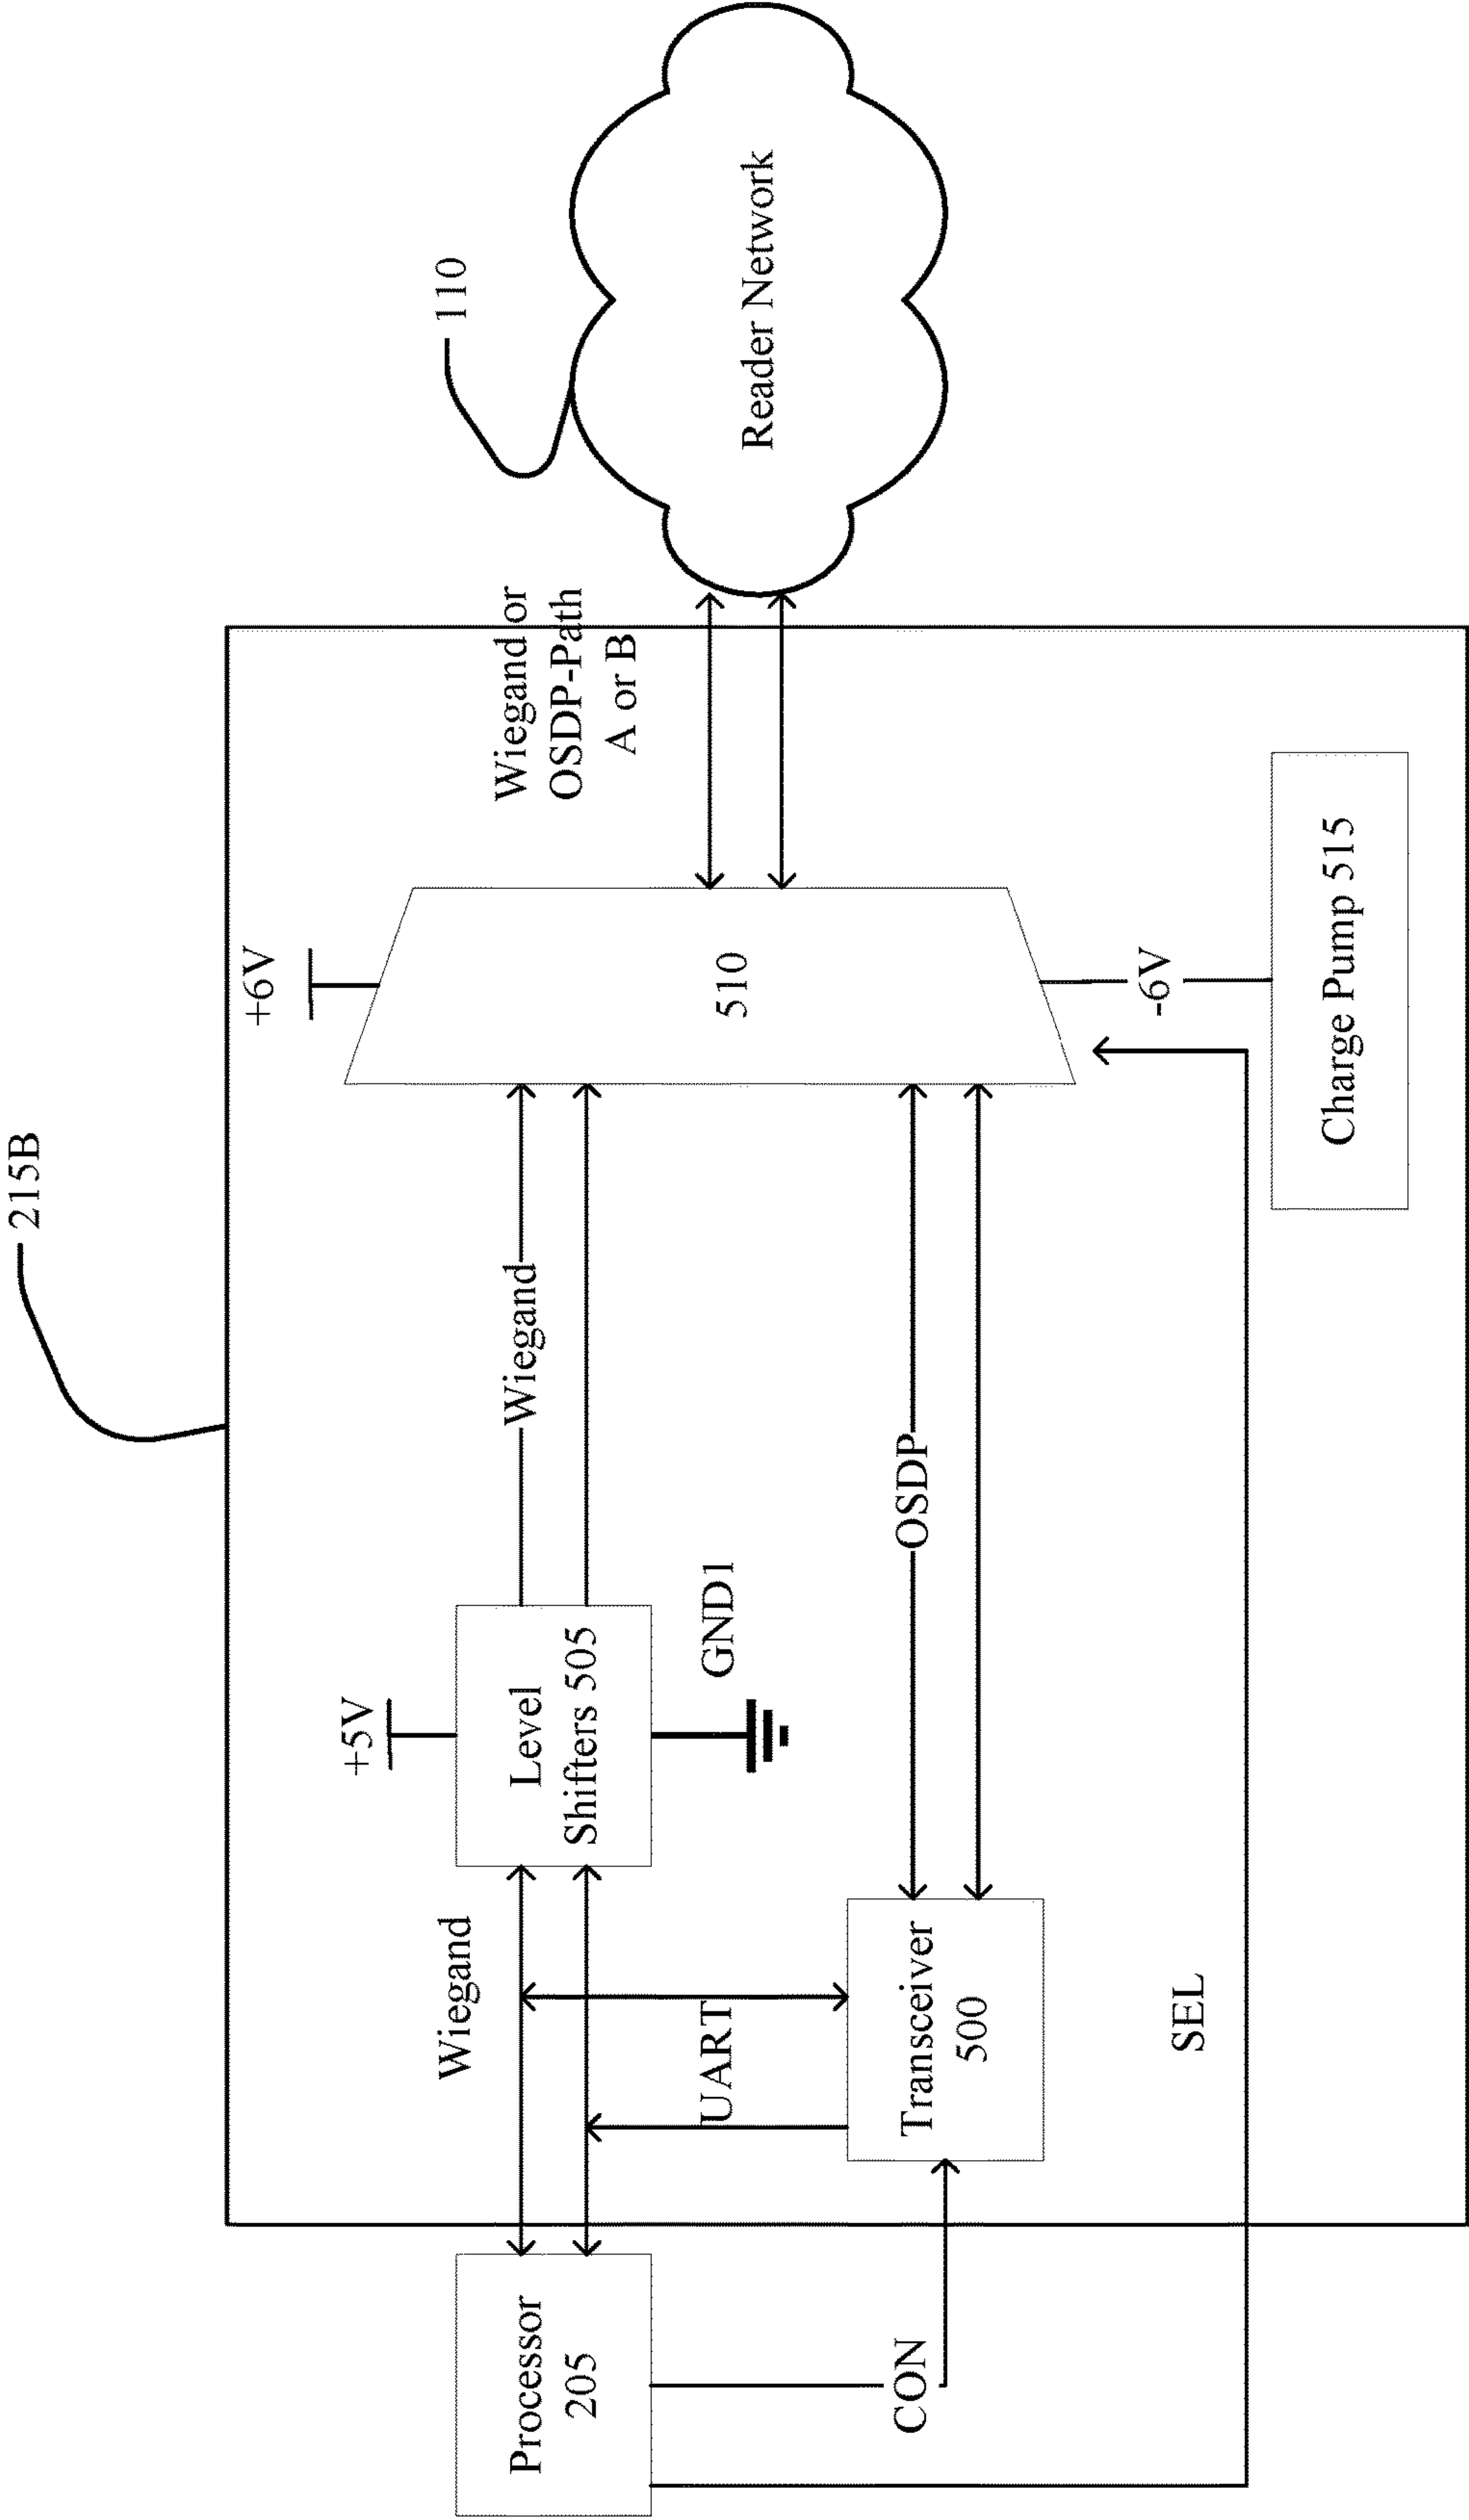 215B
Processor
205
Wiegand
+5V
Level
Shifters 505
GND1
Wiegand
+6V
510
Wiegand or
OSDP-Path
A or B
110
Reader Network
UART
Transceiver
500
OSDP
CON
SEL
-6V
Charge Pump 515